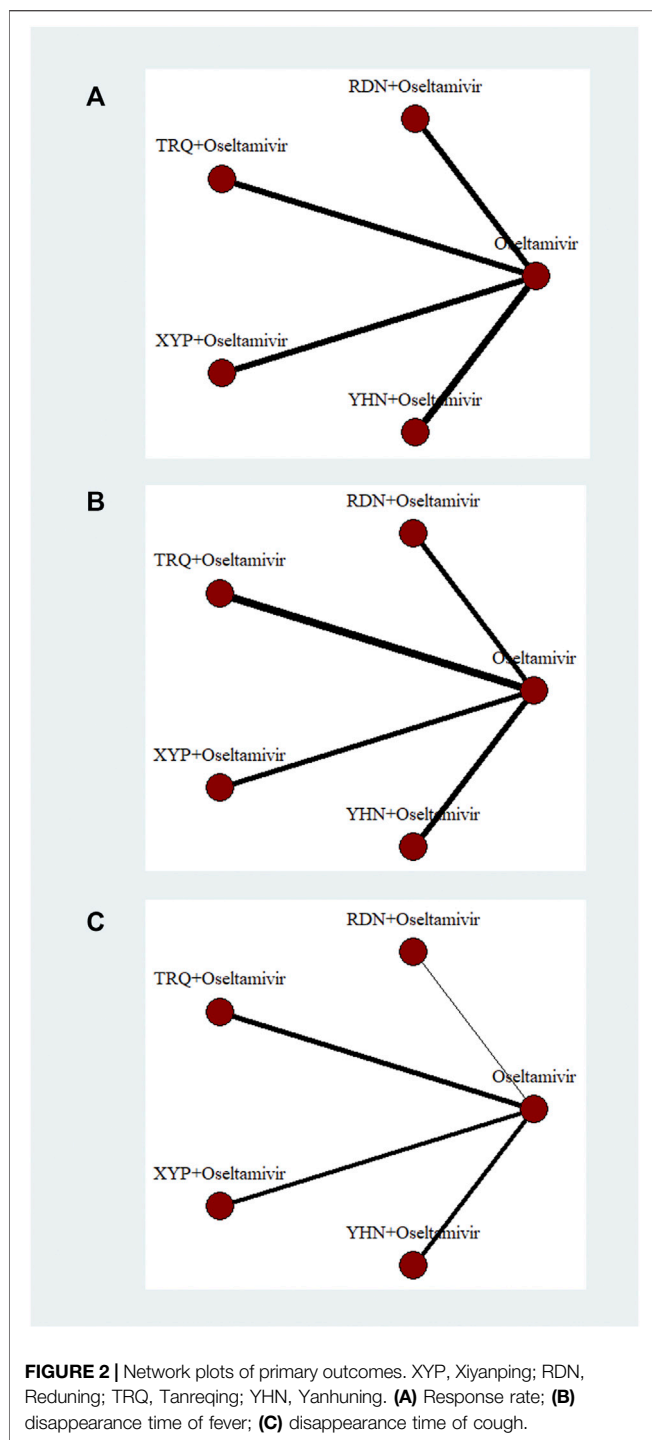 A
RDN+Oseltamivir
TRQ+Oseltamivir
Oseltamivir
XYP+Oseltamivir
YHN+Oseltamivir
B
RDN+Oseltamivir
TRQ+Oseltamivir
Oseltamivir
XYP+Oseltamivir
YHN+Oseltamivir
C
RDN+Oseltamivir
TRQ+Oseltamivir
Oseltamivir
XYP+Oseltamivir
YHN+Oseltamivir
FIGURE 2 | Network plots of primary outcomes. XYP, Xiyanping; RDN,
Reduning; TRQ, Tanreqing; YHN, Yanhuning. (A) Response rate; (B)
disappearance time of fever; (C) disappearance time of cough.